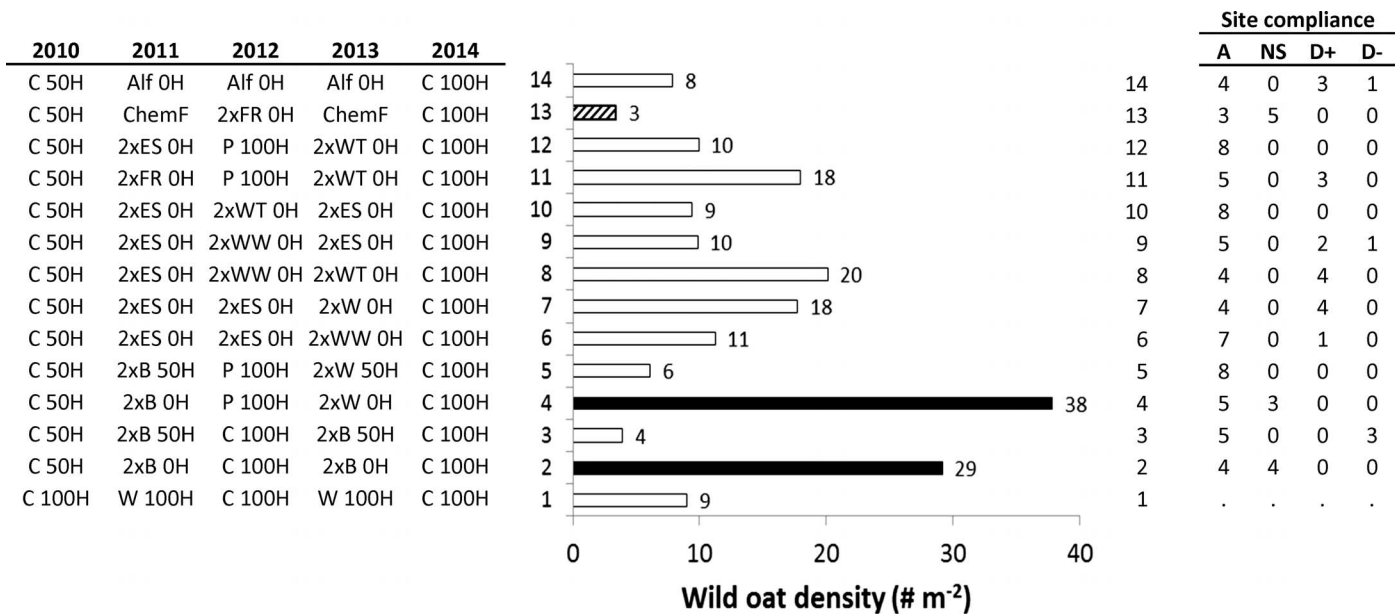 Site compliance
2010 2011 2012 2013 2014 A NS D+ D-
C 50H Alf 0H Alf 0H Alf 0H C 100H 14 8 14 4 0 3 1
C 50H ChemF 2xFR 0H ChemF C 100H 13 3 13 3 5 0 0
C 50H 2xES 0H P 100H 2xWT 0H C 100H 12 10 12 8 0 0 0
C 50H 2xFR 0H P 100H 2xWT 0H C 100H 11 18 11 5 0 3 0
C 50H 2xES 0H 2xWT 0H 2xES 0H C 100H 10 9 10 8 0 0 0
C 50H 2xES 0H 2xWW 0H 2xES 0H C 100H 9 10 9 5 0 2 1
C 50H 2xES 0H 2xWW 0H 2xWT 0H C 100H 8 20 8 4 0 4 0
C 50H 2xES 0H 2xES 0H 2xW 0H C 100H 7 18 7 4 0 4 0
C 50H 2xES 0H 2xES 0H 2xWW 0H C 100H 6 11 6 7 0 1 0
C 50H 2xB 50H P 100H 2xW 50H C 100H 5 6 5 8 0 0 0
C 50H 2xB 0H P 100H 2xW 0H C 100H 4 38 4 5 3 0 0
C 50H 2xB 50H C 100H 2xB 50H C 100H 3 4 3 5 0 0 3
C 50H 2xB 0H C 100H 2xB 0H C 100H 2 29 2 4 4 0 0
C 100H W 100H C 100H W 100H C 100H 1 9 1 . . . .
0 10 20 30 40
Wild oat density (# m⁻²)